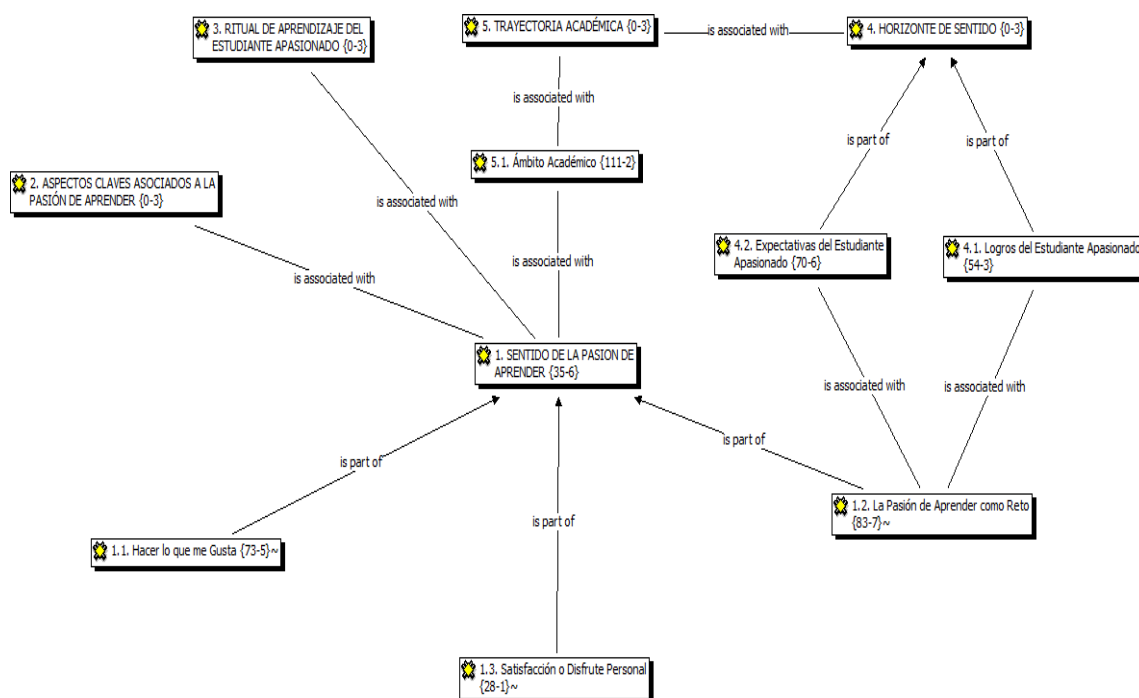 3. RITUAL DE APRENDIZAJE DEL
ESTUDIANTE APASIONADO {0-3}
5. TRAYECTORIA ACADÉMICA {0-3}
is associated with
4. HORIZONTE DE SENTIDO {0-3}
is associated with
is part of
is part of
5.1. Ámbito Académico {111-2}
2. ASPECTOS CLAVES ASOCIADOS A LA
PASIÓN DE APRENDER {0-3}
is associated with
4.2. Expectativas del Estudiante
Apasionado {70-6}
4.1. Logros del Estudiante Apasionado
{54-3}
is associated with
is associated with
1. SENTIDO DE LA PASION DE
APRENDER {35-6}
is associated with
is associated with
is part of
is part of
1.2. La Pasión de Aprender como Reto
{83-7}~
is part of
1.1. Hacer lo que me Gusta {73-5}~
1.3. Satisfacción o Disfrute Personal
{28-1}~